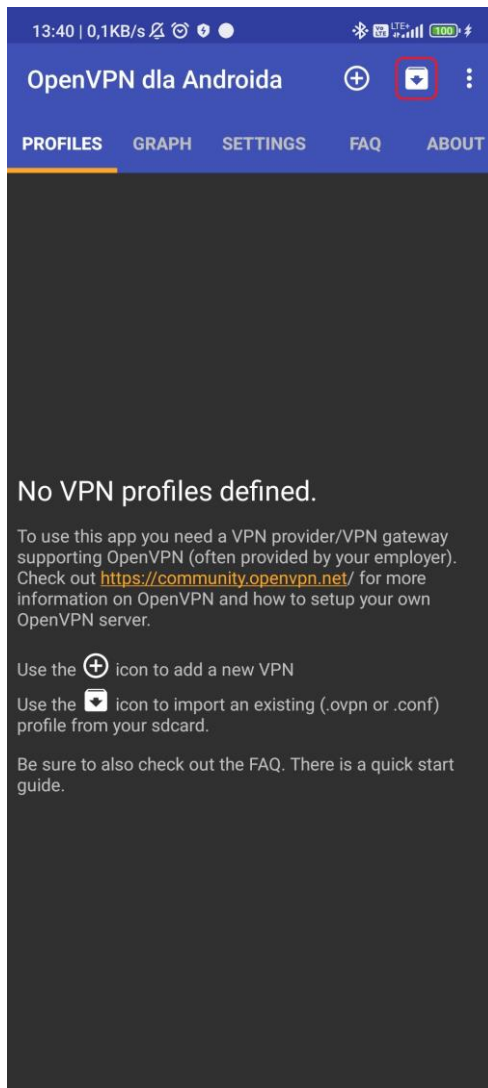 13:40 | 0,1KB/s
LTE+ 100
OpenVPN dla Androida
PROFILES GRAPH SETTINGS FAQ ABOUT
No VPN profiles defined.
To use this app you need a VPN provider/VPN gateway
supporting OpenVPN (often provided by your employer).
Check out https://community.openvpn.net/ for more
information on OpenVPN and how to setup your own
OpenVPN server.
Use the icon to add a new VPN
Use the icon to import an existing (.ovpn or .conf)
profile from your sdcard.
Be sure to also check out the FAQ. There is a quick start
guide.